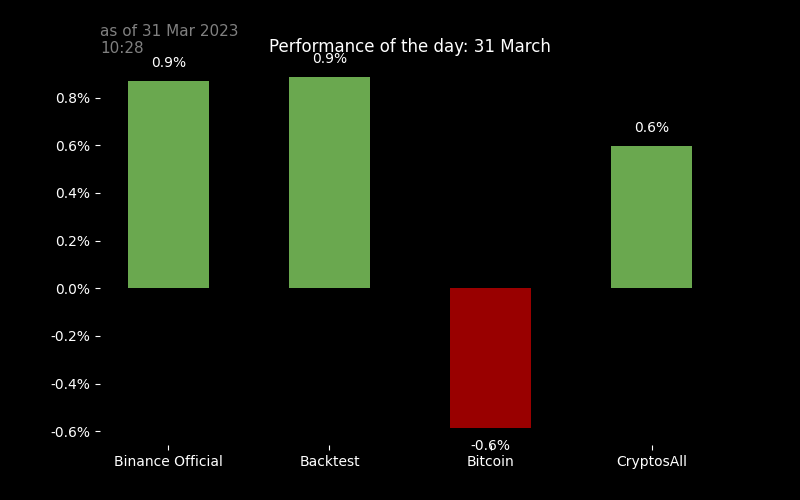 as of 31 Mar 2023
10:28
Performance of the day: 31 March
0.9%
0.9%
0.6%
-0.6%
0.8%
0.6%
0.4%
0.2%
0.0%
-0.2%
-0.4%
-0.6%
Binance Official
Backtest
Bitcoin
CryptosAll